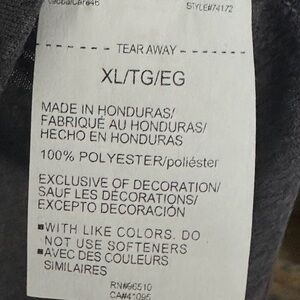 STYLE#74172
TEAR AWAY
XL/TG/EG
MADE IN HONDURAS/
FABRIQUÉ AU HONDURAS/
HECHO EN HONDURAS
100% POLYESTER/poliéster
EXCLUSIVE OF DECORATION/
SAUF LES DÉCORATIONS/
EXCEPTO DECORACIÓN
■WITH LIKE COLORS. DO
NOT USE SOFTENERS
■AVEC DES COULEURS
SIMILAIRES
RN#96510
CA#41095